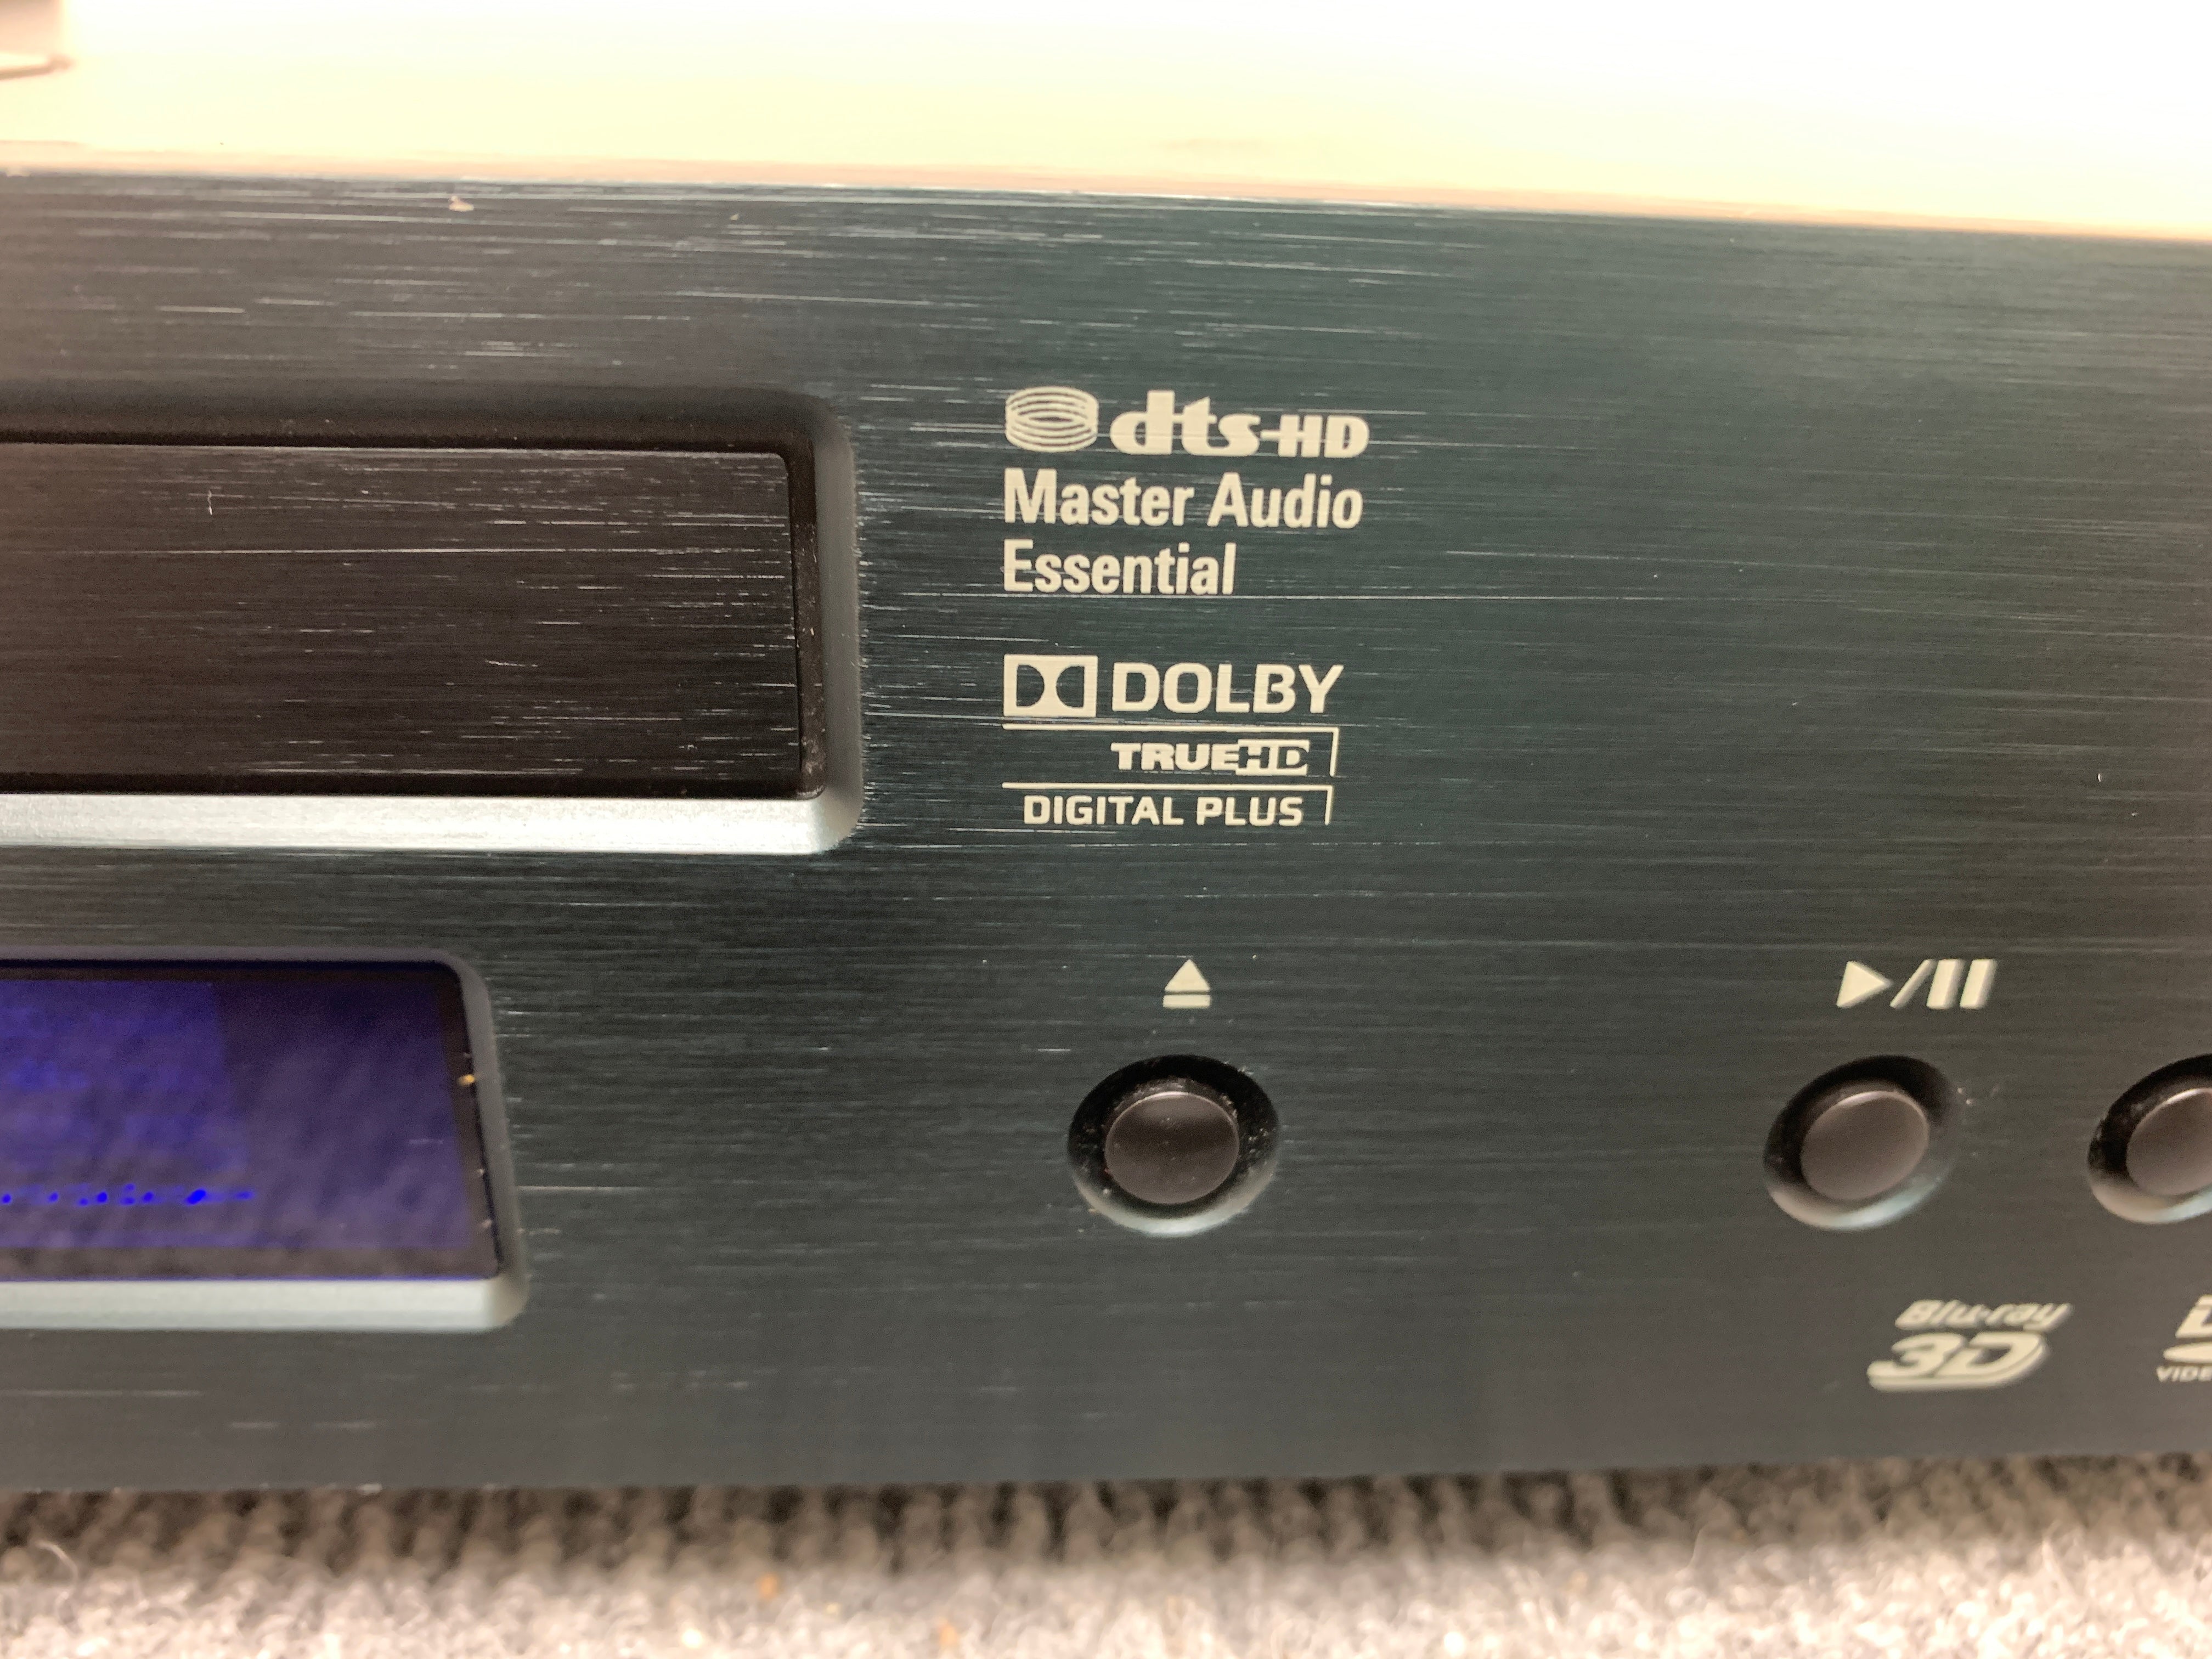 dts-HD
Master Audio
Essential
DOLBY
TRUEHD
DIGITAL PLUS
Blu-ray
3D